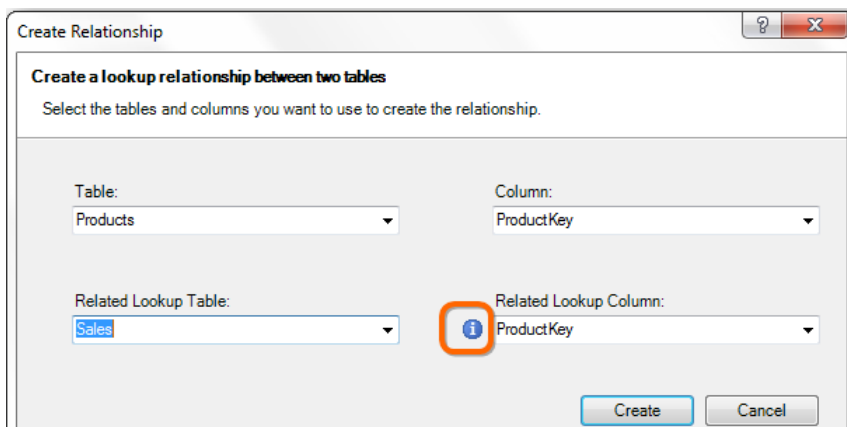 Create Relationship
Create a lookup relationship between two tables
Select the tables and columns you want to use to create the relationship.
Table:
Column:
Products
ProductKey
Related Lookup Table:
Related Lookup Column:
Sales
ProductKey
Create
Cancel